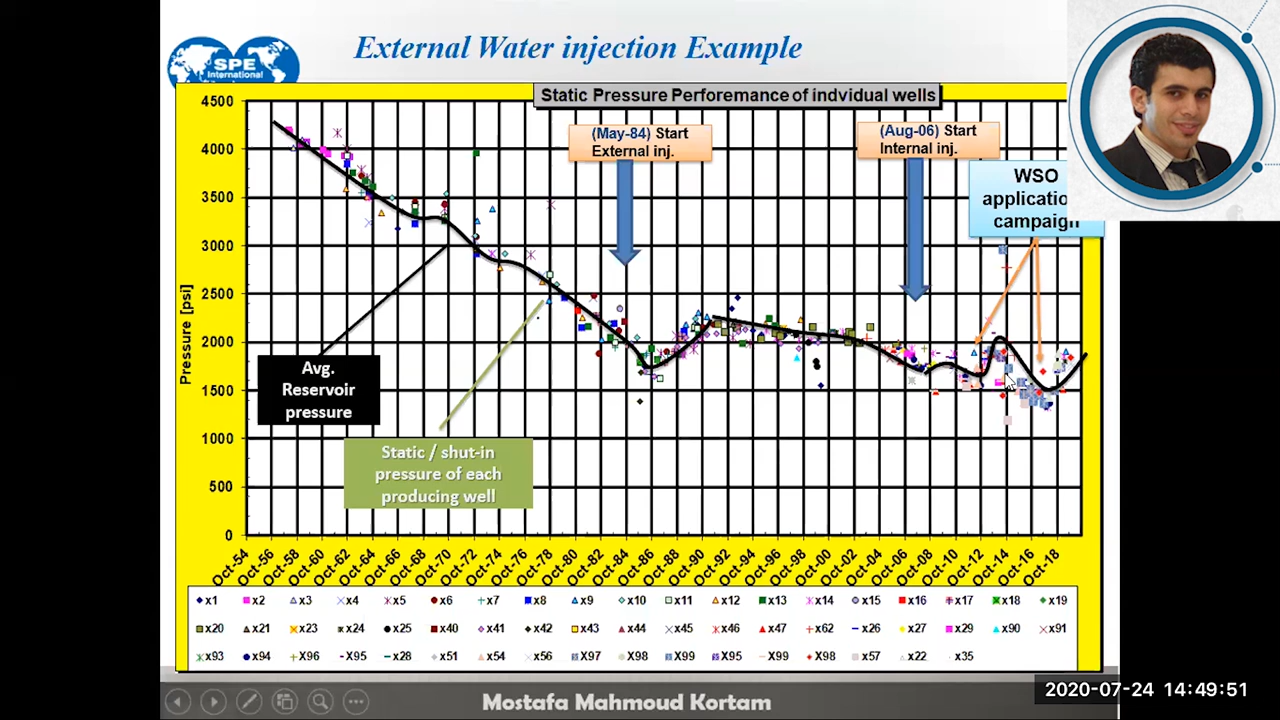 External Water injection Example
SPE
International
Static Pressure Perforemance of indvidual wells
4500
4000
3500
3000
2500
2000
1500
1000
500
0
Pressure [psi]
(May-84) Start
External inj.
(Aug-06) Start
Internal inj.
WSO
application
campaign
Avg.
Reservoir
pressure
Static / shut-in
pressure of each
producing well
Oct-54
Oct-56
Oct-58
Oct-60
Oct-62
Oct-64
Oct-66
Oct-68
Oct-70
Oct-72
Oct-74
Oct-76
Oct-78
Oct-80
Oct-82
Oct-84
Oct-86
Oct-88
Oct-90
Oct-92
Oct-94
Oct-96
Oct-98
Oct-00
Oct-02
Oct-04
Oct-06
Oct-08
Oct-10
Oct-12
Oct-14
Oct-16
Oct-18
x1 x2 x3 x4 x5 x6 x7 x8 x9 x10 x11 x12 x13 x14 x15 x16 x17 x18 x19
x20 x21 x23 x24 x25 x40 x41 x42 x43 x44 x45 x46 x47 x62 x26 x27 x29 x90 x91
x93 x94 X96 X95 x28 x51 x54 x56 X97 X98 X99 X95 X99 X98 x57 x22 x35
Mostafa Mahmoud Kortam
2020-07-24 14:49:51